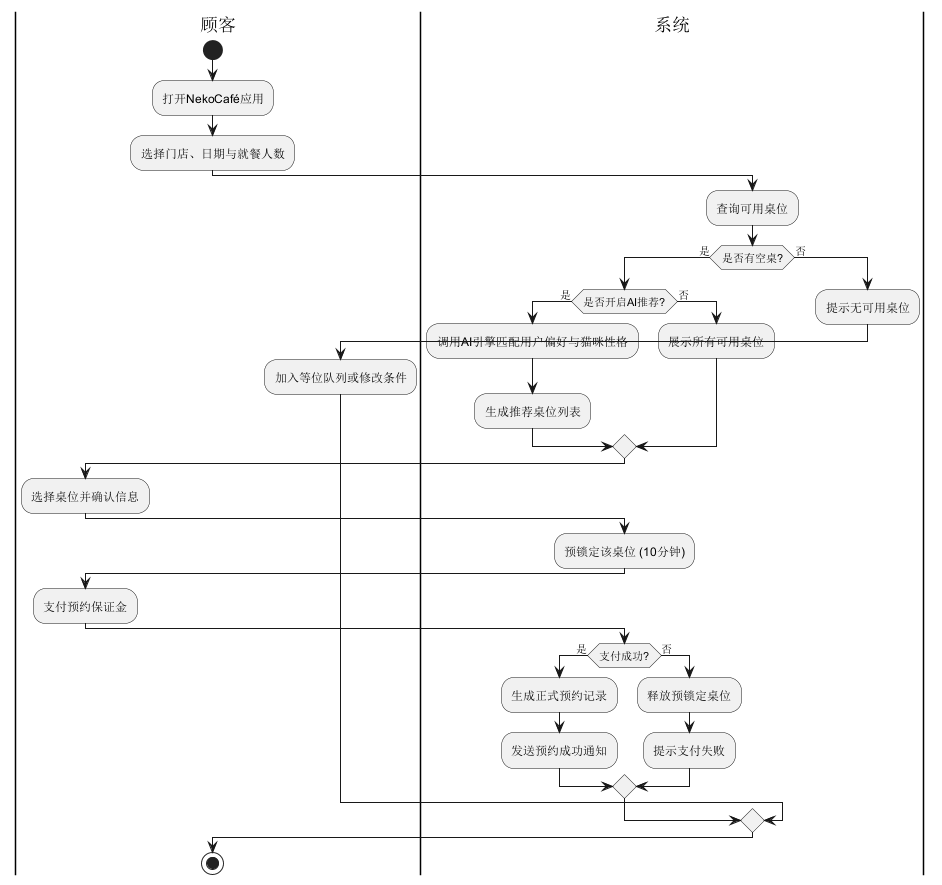 顾客
系统
打开NekoCafé应用
选择门店、日期与就餐人数
查询可用桌位
是
是否有空桌?
否
是
是否开启AI推荐?
否
提示无可用桌位
调用AI引擎匹配用户偏好与猫咪性格
展示所有可用桌位
加入等位队列或修改条件
生成推荐桌位列表
选择桌位并确认信息
预锁定该桌位 (10分钟)
支付预约保证金
是
支付成功?
否
生成正式预约记录
释放预锁定桌位
发送预约成功通知
提示支付失败